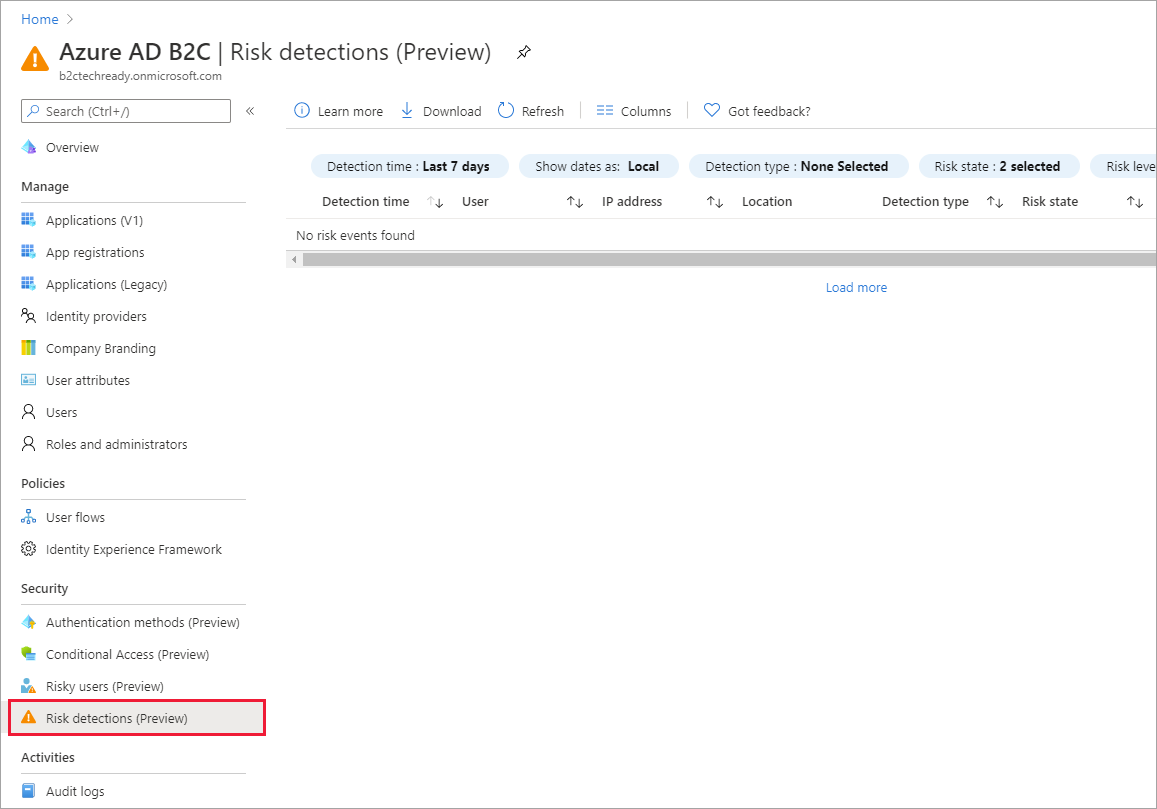 Home
Azure AD B2C | Risk detections (Preview)
b2ctechready.onmicrosoft.com
Search (Ctrl+/)
Learn more Download Refresh Columns Got feedback?
Overview
Detection time : Last 7 days Show dates as: Local Detection type : None Selected Risk state : 2 selected Risk leve
Manage
Detection time User IP address Location Detection type Risk state
Applications (V1)
No risk events found
App registrations
Applications (Legacy)
Load more
Identity providers
Company Branding
User attributes
Users
Roles and administrators
Policies
User flows
Identity Experience Framework
Security
Authentication methods (Preview)
Conditional Access (Preview)
Risky users (Preview)
Risk detections (Preview)
Activities
Audit logs